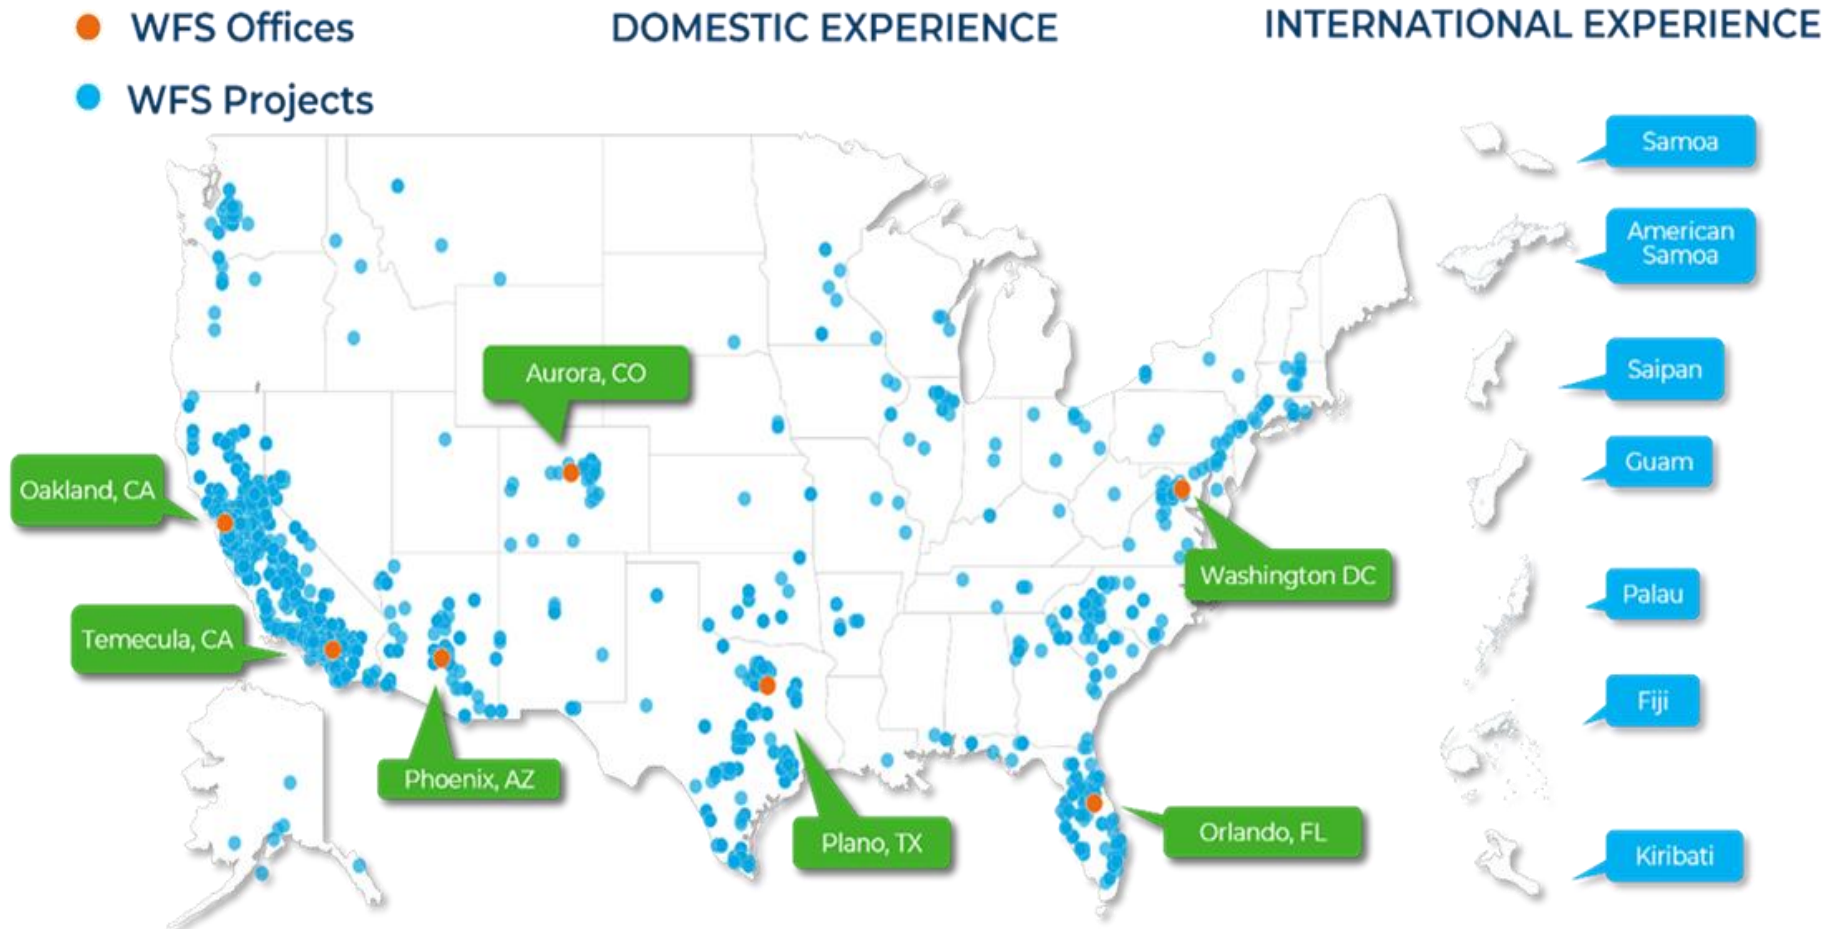 WFS Offices
WFS Projects
DOMESTIC EXPERIENCE
INTERNATIONAL EXPERIENCE
Aurora, CO
Oakland, CA
Temecula, CA
Phoenix, AZ
Plano, TX
Washington DC
Orlando, FL
Samoa
American
Samoa
Saipan
Guam
Palau
Fiji
Kiribati